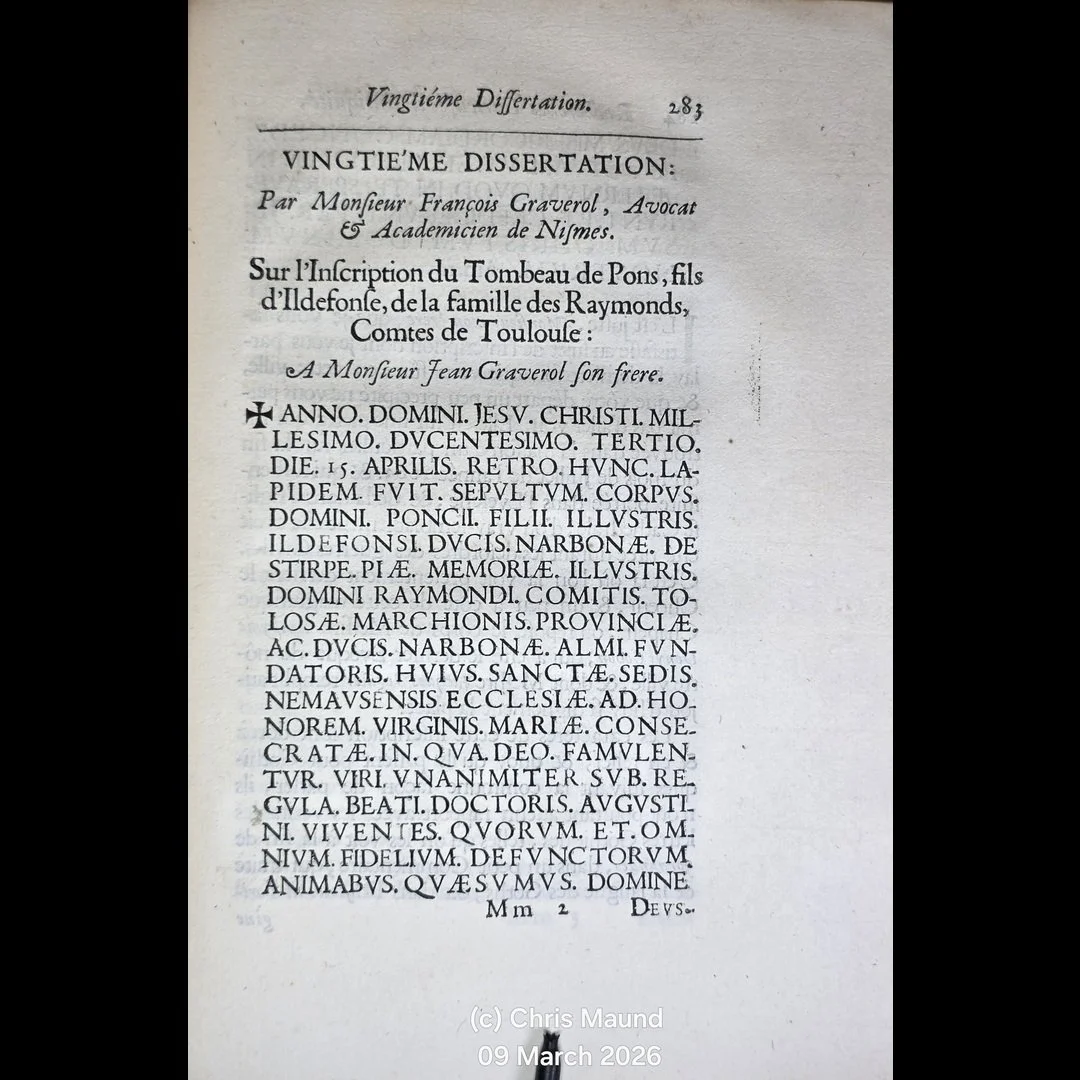 Vingtiéme Dissertation. 283
VINGTIE'ME DISSERTATION:
Par Monsieur François Graverol, Avocat
& Academicien de Nismes.
Sur l'Inscription du Tombeau de Pons, fils
d'Ildefonse, de la famille des Raymonds,
Comtes de Toulouse:
A Monsieur Jean Graverol son frere.
✠ ANNO. DOMINI. JESV. CHRISTI. MIL-
LESIMO. DVCENTESIMO. TERTIO.
DIE. 15. APRILIS. RETRO. HVNC. LA-
PIDEM. FVIT. SEPVLTVM. CORPVS.
DOMINI. PONCII. FILII. ILLVSTRIS.
ILDEFONSI. DVCIS. NARBONÆ. DE
STIRPE. PIÆ. MEMORIÆ. ILLVSTRIS.
DOMINI RAYMONDI. COMITIS. TO-
LOSÆ. MARCHIONIS. PROVINCIÆ.
AC. DVCIS. NARBONÆ. ALMI. FVN-
DATORIS. HVIVS. SANCTÆ. SEDIS.
NEMAVSENSIS ECCLESIÆ. AD. HO-
NOREM. VIRGINIS. MARIÆ. CONSE-
CRATÆ. IN. QVA. DEO. FAMVLEN-
TVR. VIRI. VNANIMITER SVB. RE-
GVLA. BEATI. DOCTORIS. AVGVSTI-
NI. VIVENTES. QVORVM. ET. OM-
NIVM. FIDELIVM. DEFVNCTORVM.
ANIMABVS. QVÆSVMVS. DOMINE
Mm 2 DEVS.
(c) Chris Maund
09 March 2026